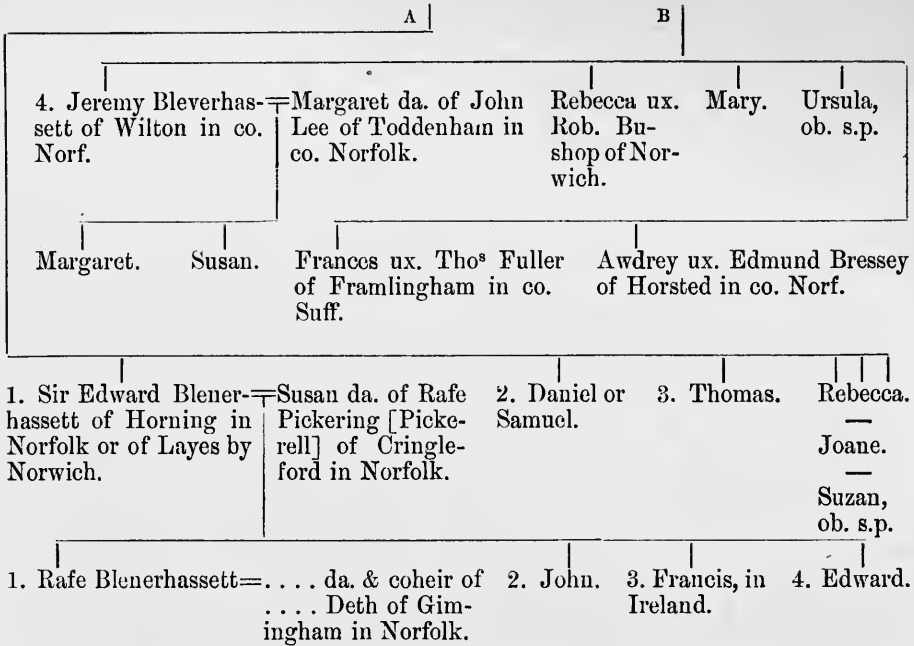 A B
4. Jeremy Bleverhas- Margaret da. of John Rebecca ux. Mary. Ursula,
sett of Wilton in co. Lee of Toddenham in Rob. Bu- ob. s.p.
Norf. co. Norfolk. shop of Nor-
wich.
Margaret. Susan. Frances ux. Thoˢ Fuller Awdrey ux. Edmund Bressey
of Framlingham in co. of Horsted in co. Norf.
Suff.
1. Sir Edward Blener- Susan da. of Rafe 2. Daniel or 3. Thomas. Rebecca.
hassett of Horning in Pickering [Picke- Samuel. —
Norfolk or of Layes by rell] of Cringle- Joane.
Norwich. ford in Norfolk. —
Suzan,
ob. s.p.
1. Rafe Blenerhassett=. . . . da. & coheir of 2. John. 3. Francis, in 4. Edward.
. . . . Deth of Gim- Ireland.
ingham in Norfolk.